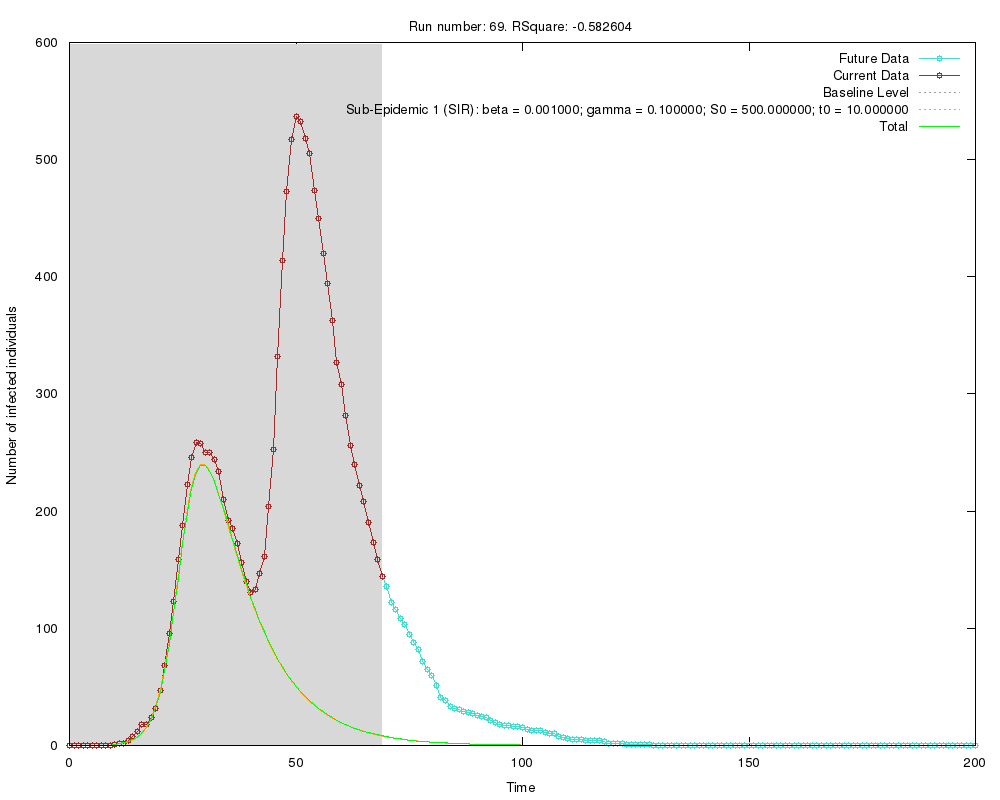 Run number: 69. RSquare: -0.582604
600
500
400
300
200
100
0
Number of infected individuals
Future Data
Current Data
Baseline Level
Sub-Epidemic 1 (SIR): beta = 0.001000; gamma = 0.100000; S0 = 500.000000; t0 = 10.000000
Total
0 50 100 150 200
Time